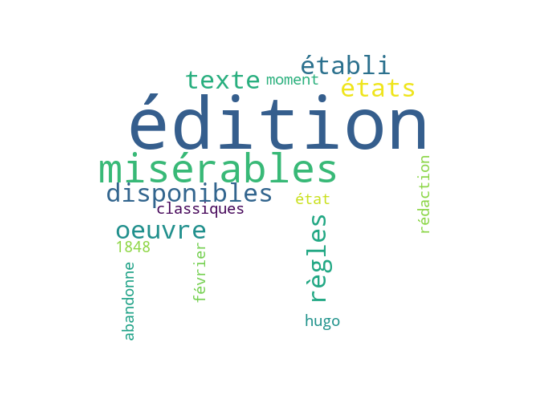 établi
texte
moment
états
édition
misérables
rédaction
disponibles
état
classiques
règles
oeuvre
1848
février
abandonne
hugo